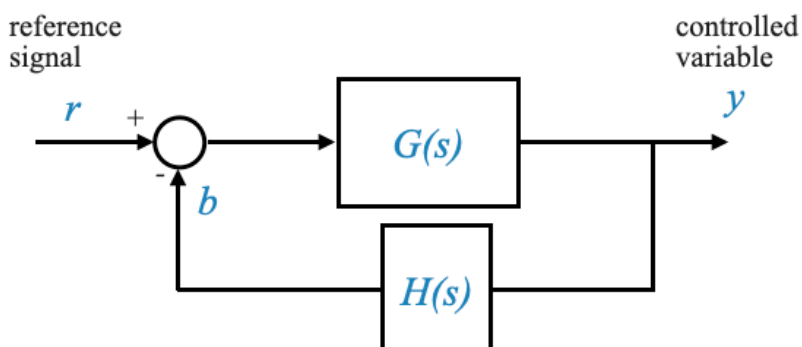 reference
signal
controlled
variable
r
+
y
G(s)
-
b
H(s)